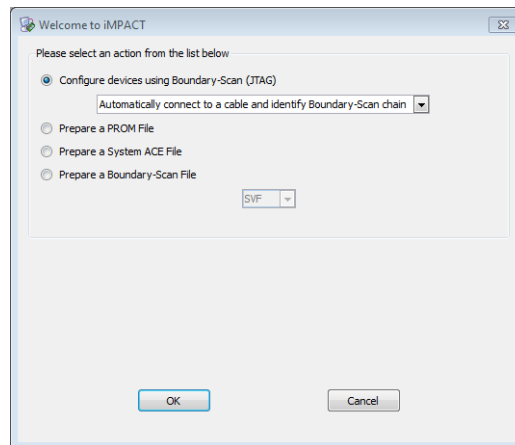 Welcome to iMPACT
Please select an action from the list below
Configure devices using Boundary-Scan (JTAG)
Automatically connect to a cable and identify Boundary-Scan chain
Prepare a PROM File
Prepare a System ACE File
Prepare a Boundary-Scan File
SVF
OK
Cancel